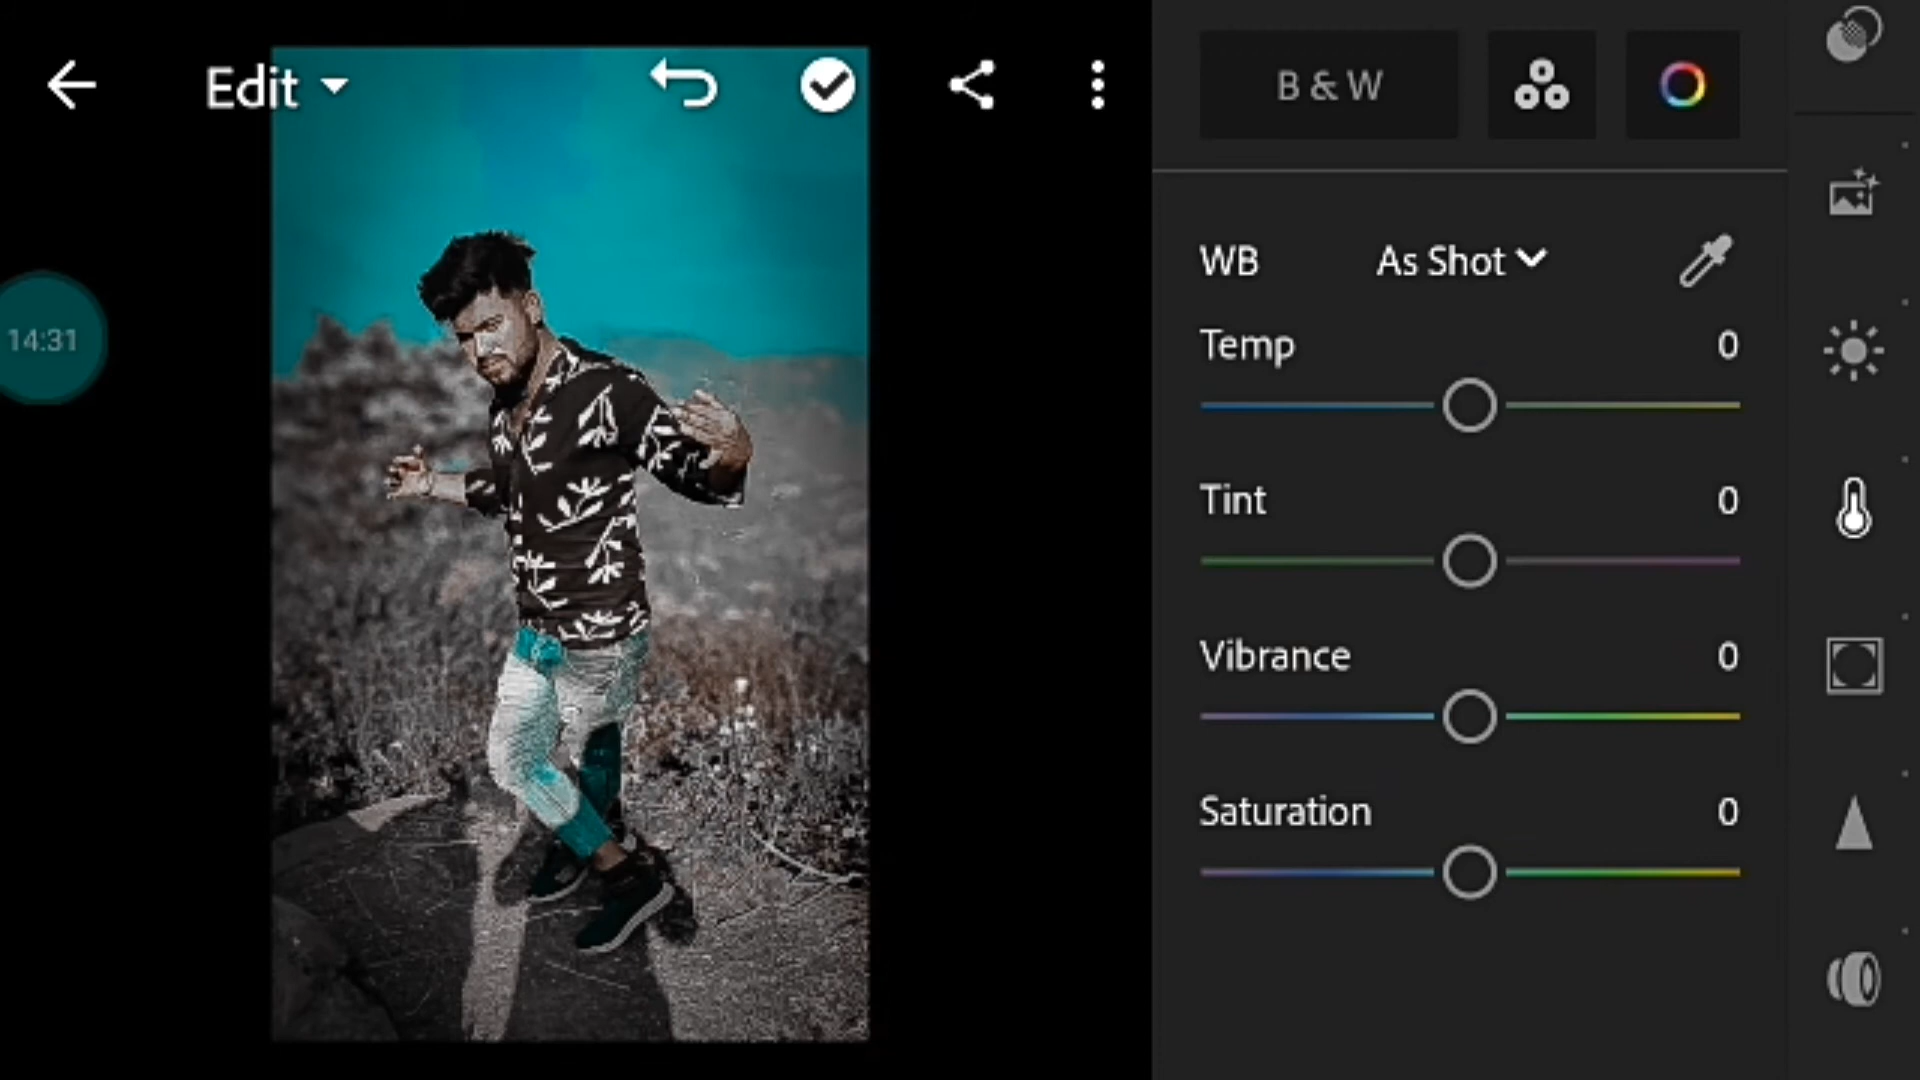 Edit
B & W
WB As Shot
14:31
Temp 0
Tint 0
Vibrance 0
Saturation 0